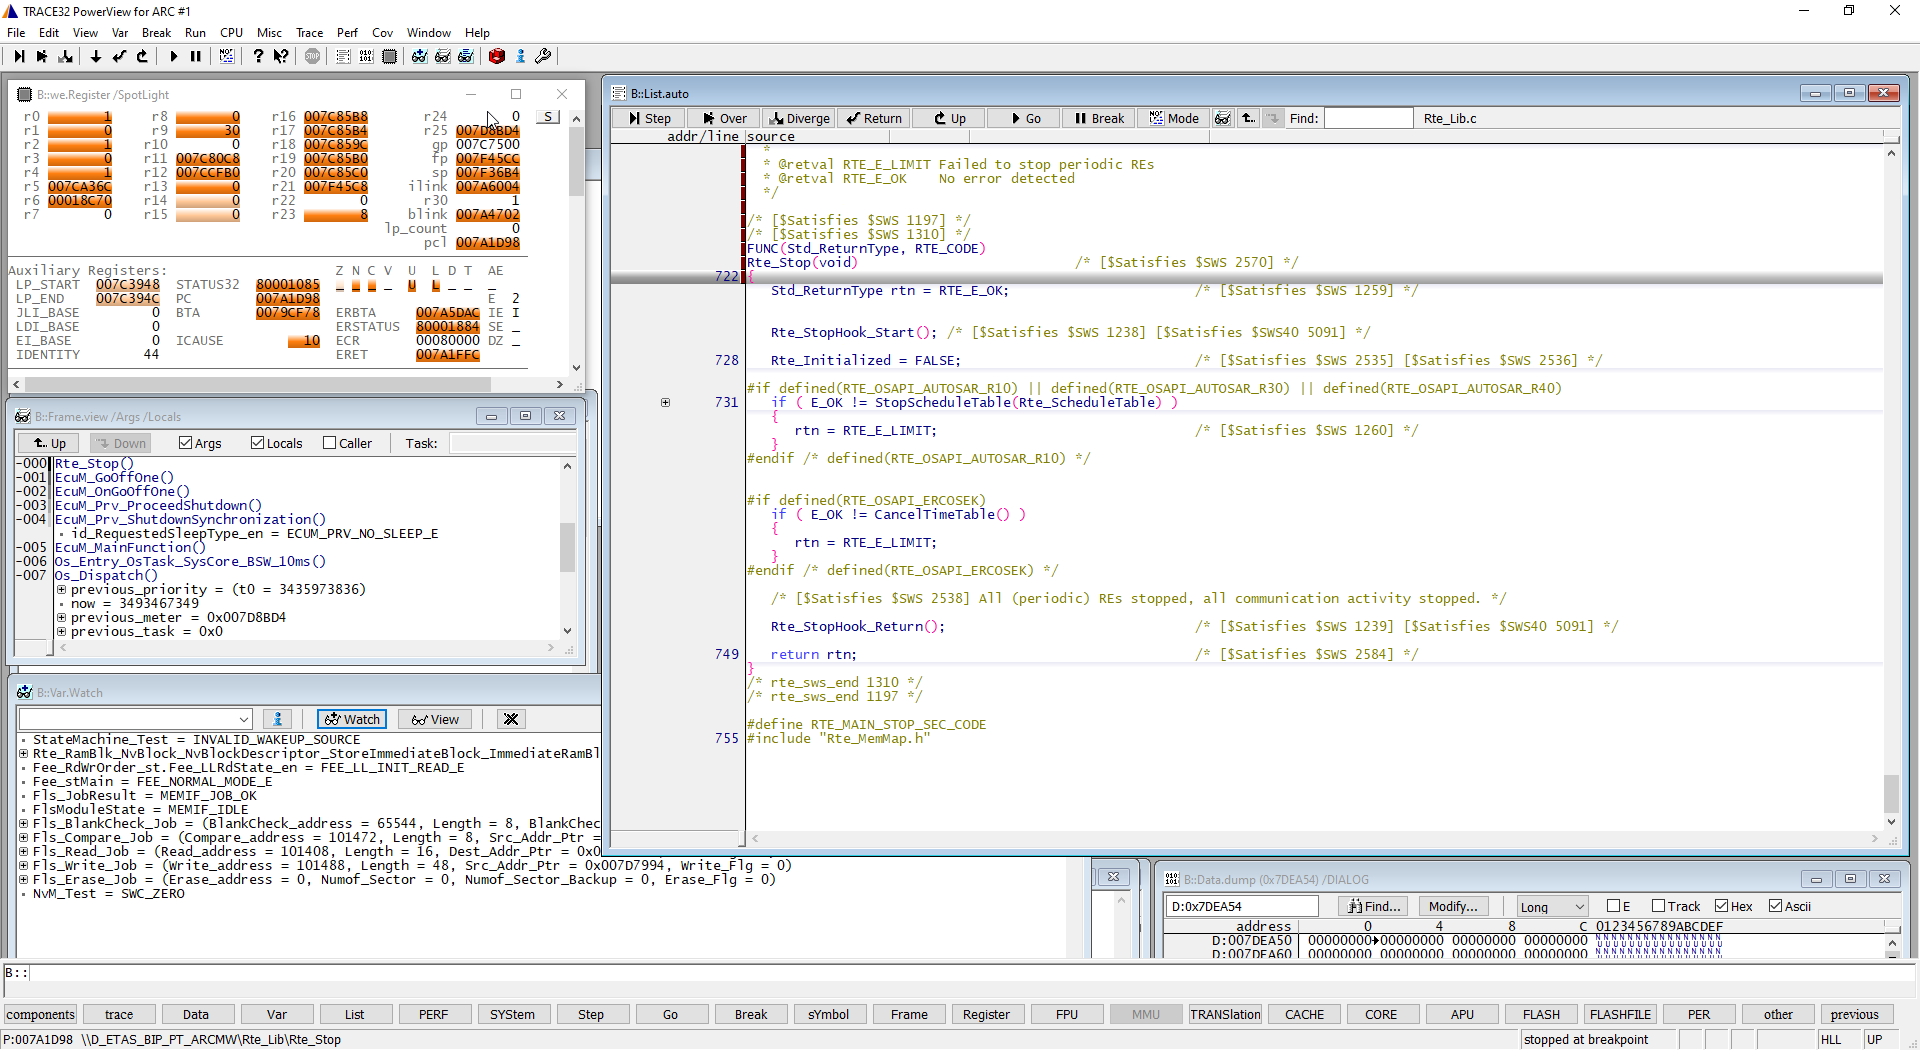 TRACE32 PowerView for ARC #1
File Edit View Var Break Run CPU Misc Trace Perf Cov Window Help
B::we.Register /SpotLight
r0 1 r8 0 r16 007C85B8 r24 0 S
r1 0 r9 30 r17 007C85B4 r25 007D8BD4
r2 1 r10 0 r18 007C859C gp 007C7500
r3 0 r11 007C80C8 r19 007C85B0 fp 007F45CC
r4 1 r12 007CCFB0 r20 007C85C0 sp 007F36B4
r5 007CA36C r13 0 r21 007F45C8 ilink 007A6004
r6 00018C70 r14 0 r22 0 r30 1
r7 0 r15 0 r23 8 blink 007A4702
lp_count 0
pcl 007A1D98
Auxiliary Registers: Z N C V U L D T AE
LP_START 007C3948 STATUS32 80001085 _ N C _ U L _ _ _
LP_END 007C394C PC 007A1D98 E 2
JLI_BASE 0 BTA 0079CF78 ERBTA 007A5DAC IE I
LDI_BASE 0 ERSTATUS 80001884 SE _
EI_BASE 0 ICAUSE 10 ECR 00080000 DZ _
IDENTITY 44 ERET 007A1FFC
B::Frame.view /Args /Locals
Up Down Args Locals Caller Task:
-000 Rte_Stop()
-001 EcuM_GoOffOne()
-002 EcuM_OnGoOffOne()
-003 EcuM_Prv_ProceedShutdown()
-004 EcuM_Prv_ShutdownSynchronization()
id_RequestedSleepType_en = ECUM_PRV_NO_SLEEP_E
-005 EcuM_MainFunction()
-006 Os_Entry_OsTask_SysCore_BSW_10ms()
-007 Os_Dispatch()
previous_priority = (t0 = 3435973836)
now = 3493467349
previous_meter = 0x007D8BD4
previous_task = 0x0
B::Var.Watch
Watch View
StateMachine_Test = INVALID_WAKEUP_SOURCE
Rte_RamBlk_NvBlock_NvBlockDescriptor_StoreImmediateBlock_ImmediateRamBl
Fee_RdWrOrder_st.Fee_LLRdState_en = FEE_LL_INIT_READ_E
Fee_stMain = FEE_NORMAL_MODE_E
Fls_JobResult = MEMIF_JOB_OK
FlsModuleState = MEMIF_IDLE
Fls_BlankCheck_Job = (BlankCheck_address = 65544, Length = 8, BlankChec
Fls_Compare_Job = (Compare_address = 101472, Length = 8, Src_Addr_Ptr =
Fls_Read_Job = (Read_address = 101408, Length = 16, Dest_Addr_Ptr = 0x0
Fls_Write_Job = (Write_address = 101488, Length = 48, Src_Addr_Ptr = 0x007D7994, Write_Flg = 0)
Fls_Erase_Job = (Erase_address = 0, Numof_Sector = 0, Numof_Sector_Backup = 0, Erase_Flg = 0)
NvM_Test = SWC_ZERO
B::List.auto
Step Over Diverge Return Up Go Break Mode Find: Rte_Lib.c
addr/line source
*
* @retval RTE_E_LIMIT Failed to stop periodic REs
* @retval RTE_E_OK No error detected
*/
/* [$Satisfies $SWS 1197] */
/* [$Satisfies $SWS 1310] */
FUNC(Std_ReturnType, RTE_CODE)
Rte_Stop(void) /* [$Satisfies $SWS 2570] */
722 {
Std_ReturnType rtn = RTE_E_OK; /* [$Satisfies $SWS 1259] */
Rte_StopHook_Start(); /* [$Satisfies $SWS 1238] [$Satisfies $SWS40 5091] */
728 Rte_Initialized = FALSE; /* [$Satisfies $SWS 2535] [$Satisfies $SWS 2536] */
#if defined(RTE_OSAPI_AUTOSAR_R10) || defined(RTE_OSAPI_AUTOSAR_R30) || defined(RTE_OSAPI_AUTOSAR_R40)
731 if ( E_OK != StopScheduleTable(Rte_ScheduleTable) )
{
rtn = RTE_E_LIMIT; /* [$Satisfies $SWS 1260] */
}
#endif /* defined(RTE_OSAPI_AUTOSAR_R10) */
#if defined(RTE_OSAPI_ERCOSEK)
if ( E_OK != CancelTimeTable() )
{
rtn = RTE_E_LIMIT;
}
#endif /* defined(RTE_OSAPI_ERCOSEK) */
/* [$Satisfies $SWS 2538] All (periodic) REs stopped, all communication activity stopped. */
Rte_StopHook_Return(); /* [$Satisfies $SWS 1239] [$Satisfies $SWS40 5091] */
749 return rtn; /* [$Satisfies $SWS 2584] */
}
/* rte_sws_end 1310 */
/* rte_sws_end 1197 */
#define RTE_MAIN_STOP_SEC_CODE
755 #include "Rte_MemMap.h"
B::Data.dump (0x7DEA54) /DIALOG
D:0x7DEA54 Find... Modify... Long E Track Hex Ascii
address 0 4 8 C 0123456789ABCDEF
D:007DEA50 00000000 00000000 00000000 00000000
D:007DEA60 00000000 00000000 00000000 00000000
B::
components trace Data Var List PERF SYStem Step Go Break sYmbol Frame Register FPU MMU TRANSlation CACHE CORE APU FLASH FLASHFILE PER other previous
P:007A1D98 \\D_ETAS_BIP_PT_ARCMW\Rte_Lib\Rte_Stop stopped at breakpoint HLL UP